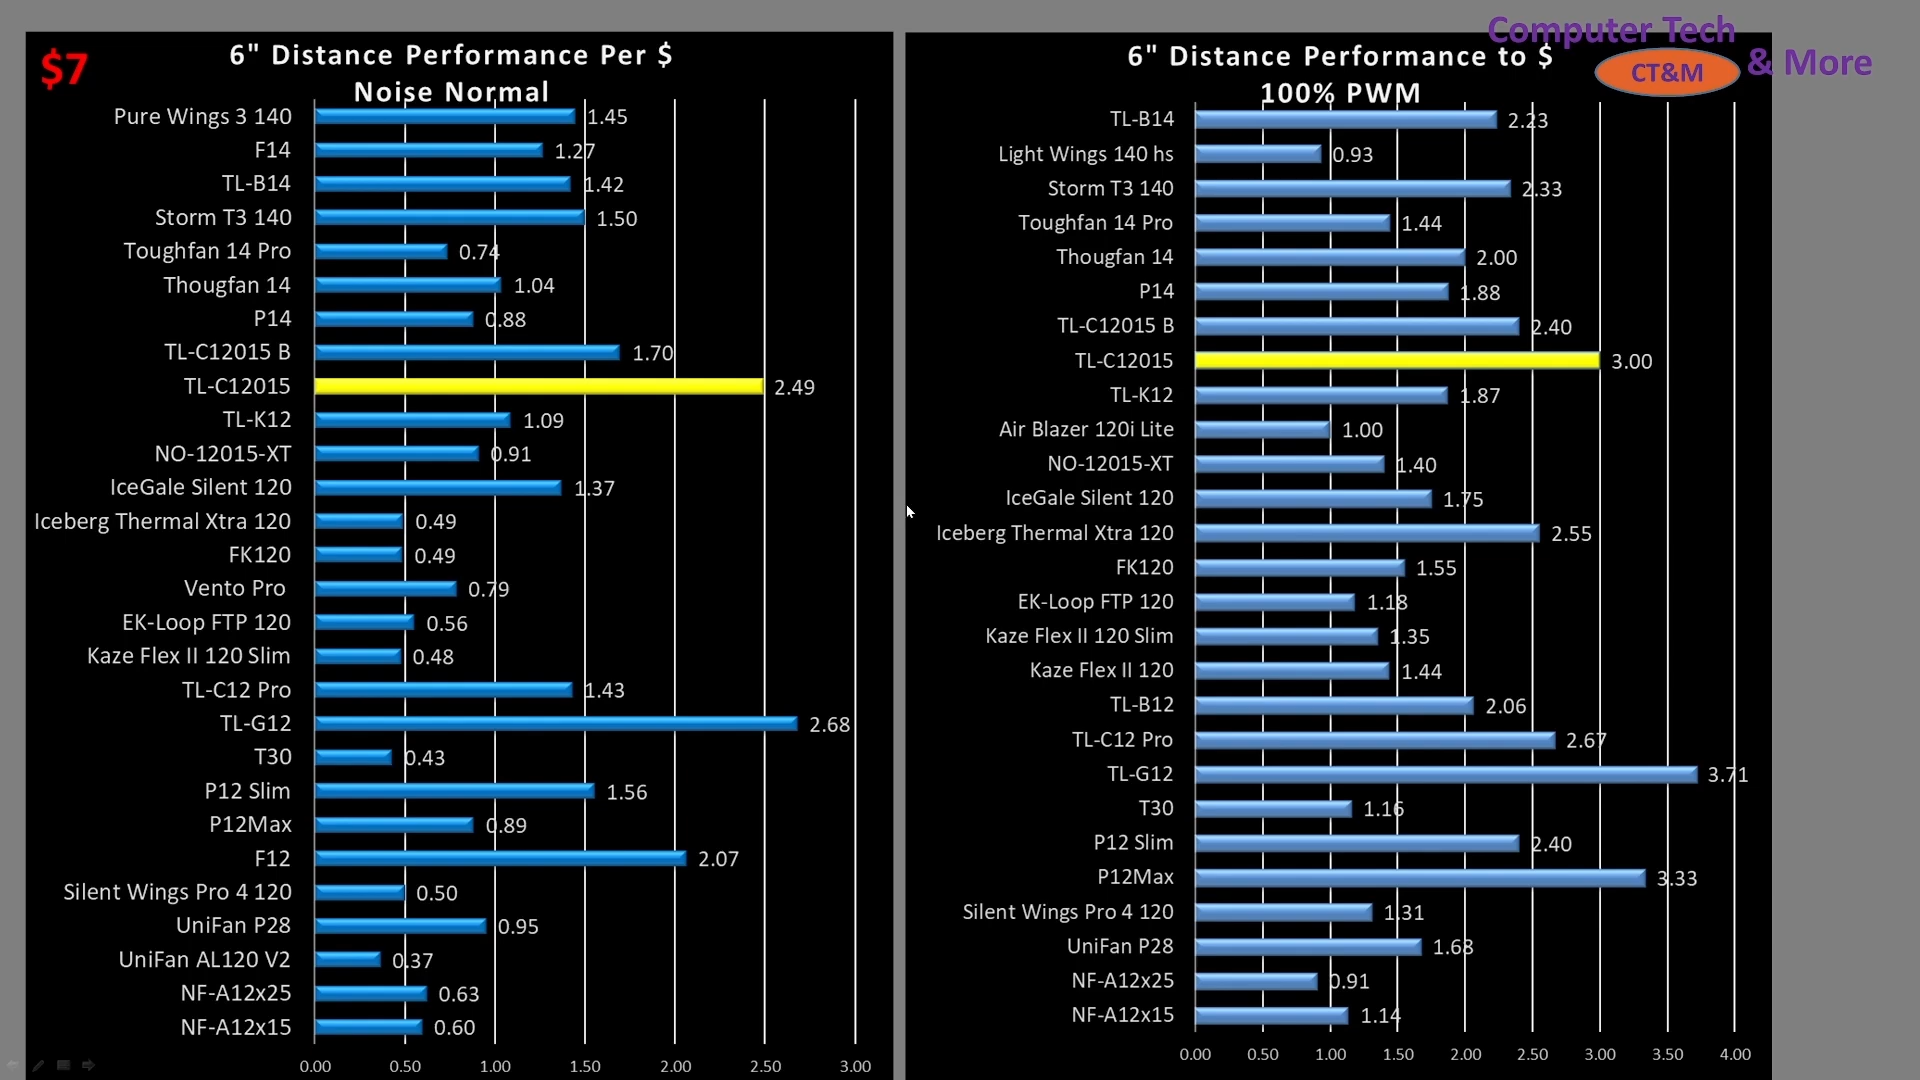 $7
6" Distance Performance Per $
Noise Normal
Pure Wings 3 140 1.45
F14 1.27
TL-B14 1.42
Storm T3 140 1.50
Toughfan 14 Pro 0.74
Thougfan 14 1.04
P14 0.88
TL-C12015 B 1.70
TL-C12015 2.49
TL-K12 1.09
NO-12015-XT 0.91
IceGale Silent 120 1.37
Iceberg Thermal Xtra 120 0.49
FK120 0.49
Vento Pro 0.79
EK-Loop FTP 120 0.56
Kaze Flex II 120 Slim 0.48
TL-C12 Pro 1.43
TL-G12 2.68
T30 0.43
P12 Slim 1.56
P12Max 0.89
F12 2.07
Silent Wings Pro 4 120 0.50
UniFan P28 0.95
UniFan AL120 V2 0.37
NF-A12x25 0.63
NF-A12x15 0.60
0.00 0.50 1.00 1.50 2.00 2.50 3.00
6" Distance Performance to $
100% PWM
Computer Tech
CT&M & More
TL-B14 2.23
Light Wings 140 hs 0.93
Storm T3 140 2.33
Toughfan 14 Pro 1.44
Thougfan 14 2.00
P14 1.88
TL-C12015 B 2.40
TL-C12015 3.00
TL-K12 1.87
Air Blazer 120i Lite 1.00
NO-12015-XT 1.40
IceGale Silent 120 1.75
Iceberg Thermal Xtra 120 2.55
FK120 1.55
EK-Loop FTP 120 1.18
Kaze Flex II 120 Slim 1.35
Kaze Flex II 120 1.44
TL-B12 2.06
TL-C12 Pro 2.67
TL-G12 3.71
T30 1.16
P12 Slim 2.40
P12Max 3.33
Silent Wings Pro 4 120 1.31
UniFan P28 1.68
NF-A12x25 0.91
NF-A12x15 1.14
0.00 0.50 1.00 1.50 2.00 2.50 3.00 3.50 4.00